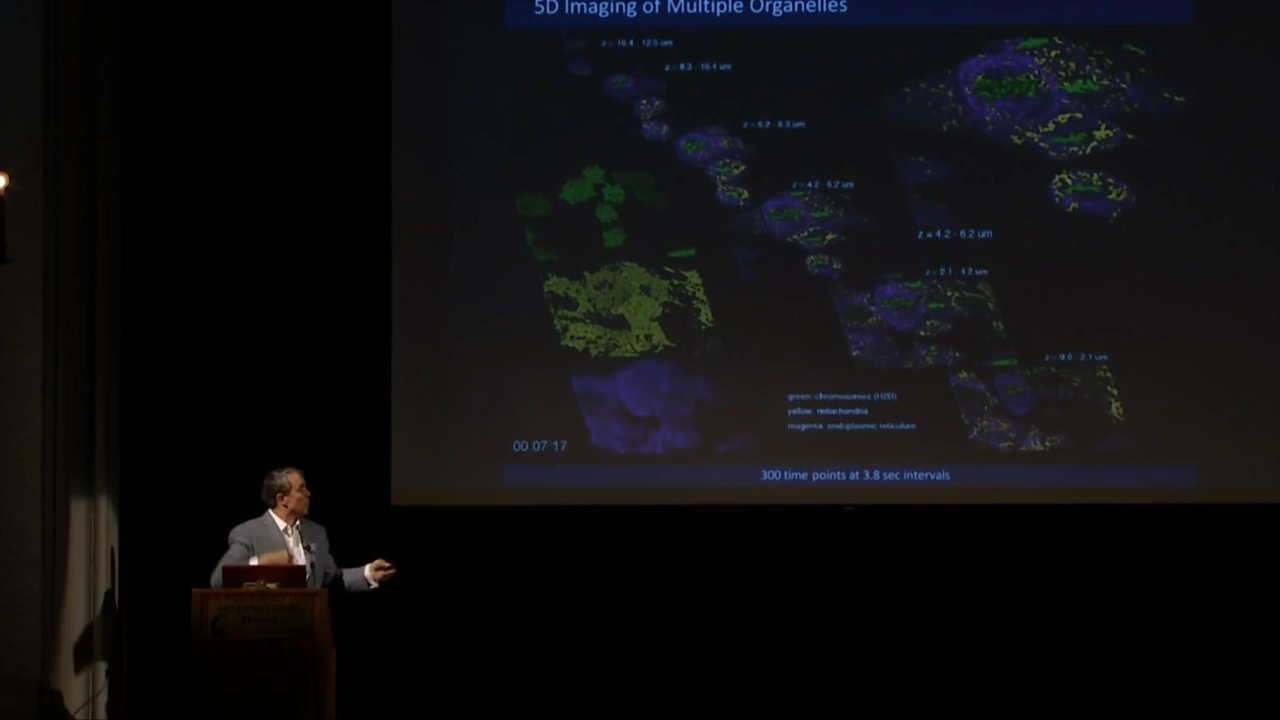 5D Imaging of Multiple Organelles
z = 10.4 - 12.5 um
z = 8.3 - 10.4 um
z = 6.2 - 8.3 um
z = 4.2 - 6.2 um
z = 4.2 - 6.2 um
z = 2.1 - 4.2 um
z = 0.0 - 2.1 um
green: chromosomes (H2B)
yellow: mitochondria
magenta: endoplasmic reticulum
00:07:17
300 time points at 3.8 sec intervals
INTERNATIONAL
HOUSE